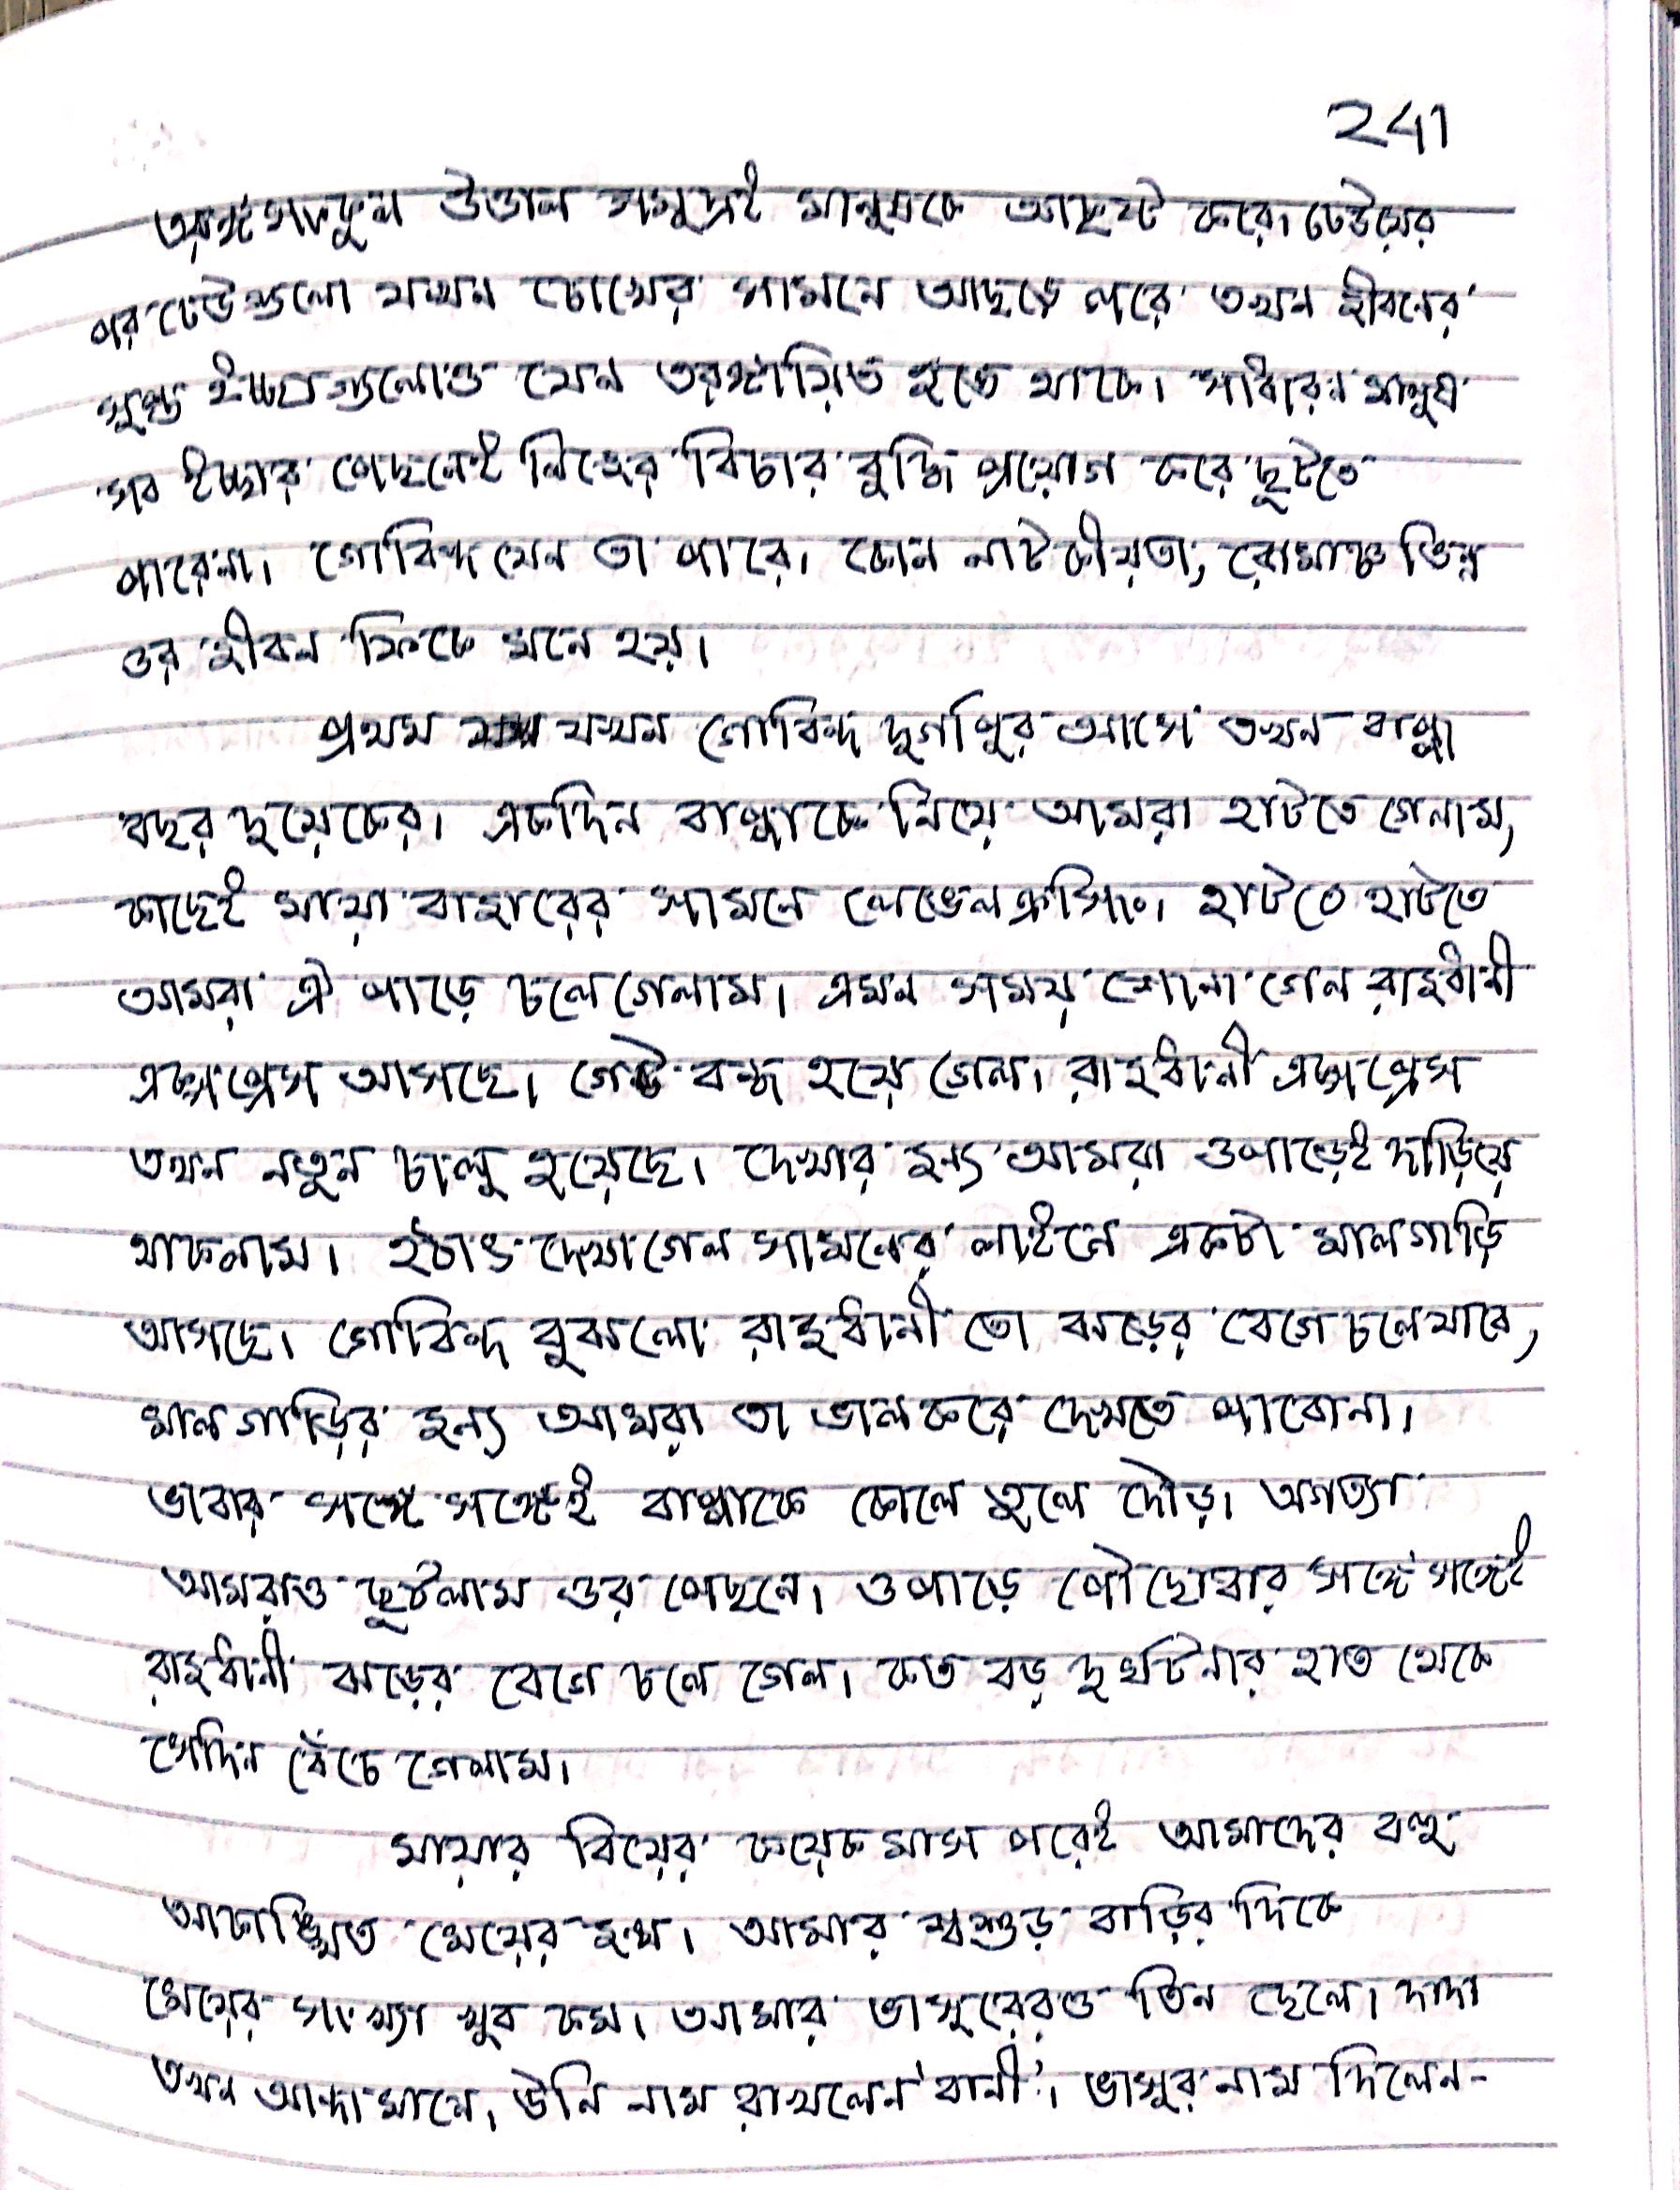 241
তরঙ্গসংকুল উত্তাল সমুদ্রই মানুষকে আকৃষ্ট করে। ঢেউয়ের
পর ঢেউগুলো যখন চোখের সামনে আছড়ে পরে তখন জীবনের
সুপ্ত ইচ্ছেগুলোও যেন তরঙ্গায়িত হতে থাকে। সাধারন মানুষ
সব ইচ্ছার পেছনেই নিজের বিচার বুদ্ধি প্রয়োগ করে ছুটতে
পারেনা। গোবিন্দ যেন তা পারে। কোন নাটকীয়তা, রোমাঞ্চ ভিন্ন
ওর জীবন ফিকে মনে হয়।
প্রথম যখন গোবিন্দ দুর্গাপুর আসে তখন বাপ্পা
বছর দুয়েকের। একদিন বাপ্পাকে নিয়ে আমরা হাটতে গেলাম,
কাছেই মায়া বাজারের সামনে লেভেলক্রসিং। হাটতে হাটতে
আমরা ঐ পাড়ে চলে গেলাম। এমন সময় শোনা গেল রাজধানী
এক্সপ্রেস আসছে। গেট বন্ধ হয়ে গেল। রাজধানী এক্সপ্রেস
তখন নতুন চালু হয়েছে। দেখার জন্য আমরা ওপাড়েই দাড়িয়ে
থাকলাম। হঠাৎ দেখা গেল সামনের লাইনে একটা মালগাড়ি
আসছে। গোবিন্দ বুঝলো রাজধানী তো ঝড়ের বেগে চলে যাবে,
মালগাড়ির জন্য আমরা তা ভাল করে দেখতে পাবোনা।
ভাবার সঙ্গে সঙ্গেই বাপ্পাকে কোলে তুলে দৌড়। অগত্যা
আমরাও ছুটলাম ওর পেছনে। ওপাড়ে পৌছোবার সঙ্গে সঙ্গেই
রাজধানী ঝড়ের বেগে চলে গেল। কত বড় দুর্ঘটনার হাত থেকে
সেদিন বেঁচে গেলাম।
মায়ার বিয়ের কয়েক মাস পরেই আমাদের বহু
আকাঙ্খিত মেয়ের জন্ম। আমার শ্বশুড় বাড়ির দিকে
মেয়ের সংখ্যা খুব কম। আমার ভাসুরেরও তিন ছেলে। দাদা
তখন আন্দামানে, উনি নাম রাখলেন 'বানী'। ভাসুর নাম দিলেন-